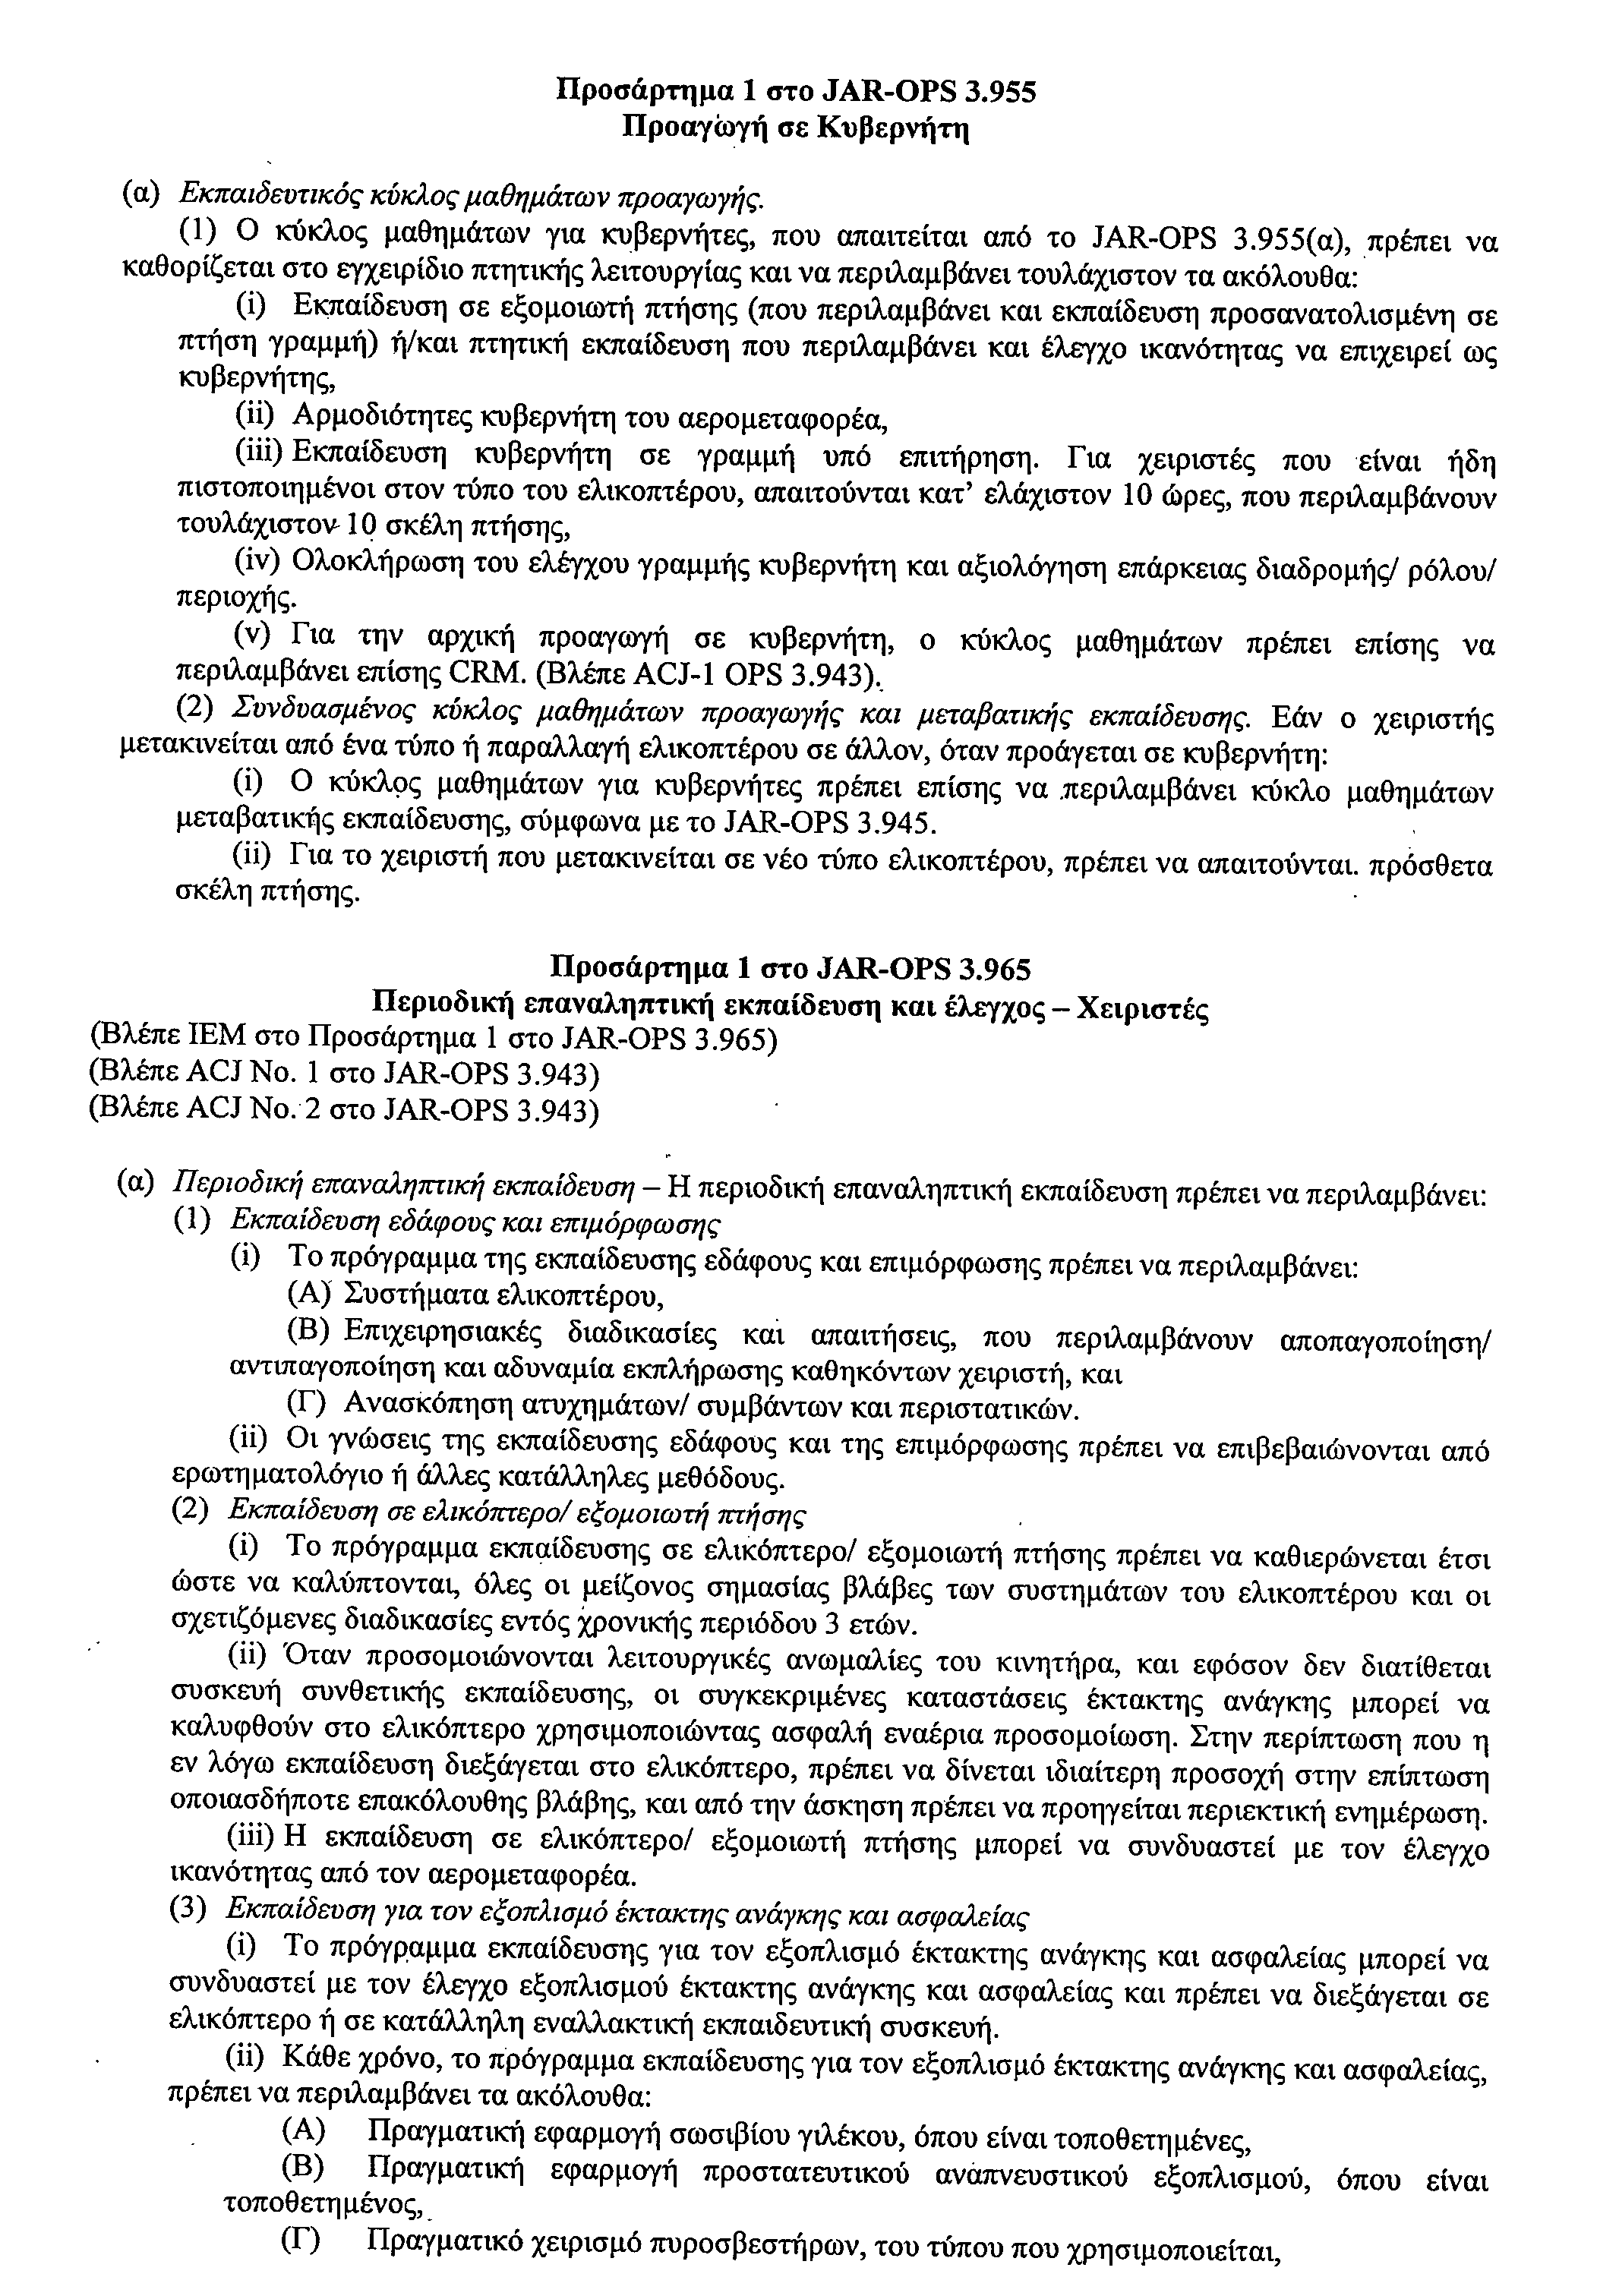 Προσάρτημα 1 στο JAR-OPS 3.955
Προαγωγή σε Κυβερνήτη
(α) Εκπαιδευτικός κύκλος μαθημάτων προαγωγής.
(1) Ο κύκλος μαθημάτων για κυβερνήτες, που απαιτείται από το JAR-OPS 3.955(α), πρέπει να
καθορίζεται στο εγχειρίδιο πτητικής λειτουργίας και να περιλαμβάνει τουλάχιστον τα ακόλουθα:
(i) Εκπαίδευση σε εξομοιωτή πτήσης (που περιλαμβάνει και εκπαίδευση προσανατολισμένη σε
πτήση γραμμή) ή/και πτητική εκπαίδευση που περιλαμβάνει και έλεγχο ικανότητας να επιχειρεί ως
κυβερνήτης,
(ii) Αρμοδιότητες κυβερνήτη του αερομεταφορέα,
(iii) Εκπαίδευση κυβερνήτη σε γραμμή υπό επιτήρηση. Για χειριστές που είναι ήδη
πιστοποιημένοι στον τύπο του ελικοπτέρου, απαιτούνται κατ’ ελάχιστον 10 ώρες, που περιλαμβάνουν
τουλάχιστον 10 σκέλη πτήσης,
(iv) Ολοκλήρωση του ελέγχου γραμμής κυβερνήτη και αξιολόγηση επάρκειας διαδρομής/ ρόλου/
περιοχής.
(v) Για την αρχική προαγωγή σε κυβερνήτη, ο κύκλος μαθημάτων πρέπει επίσης να
περιλαμβάνει επίσης CRM. (Βλέπε ACJ-1 OPS 3.943).
(2) Συνδυασμένος κύκλος μαθημάτων προαγωγής και μεταβατικής εκπαίδευσης. Εάν ο χειριστής
μετακινείται από ένα τύπο ή παραλλαγή ελικοπτέρου σε άλλον, όταν προάγεται σε κυβερνήτη:
(i) Ο κύκλος μαθημάτων για κυβερνήτες πρέπει επίσης να περιλαμβάνει κύκλο μαθημάτων
μεταβατικής εκπαίδευσης, σύμφωνα με το JAR-OPS 3.945.
(ii) Για το χειριστή που μετακινείται σε νέο τύπο ελικοπτέρου, πρέπει να απαιτούνται. πρόσθετα
σκέλη πτήσης.
Προσάρτημα 1 στο JAR-OPS 3.965
Περιοδική επαναληπτική εκπαίδευση και έλεγχος – Χειριστές
(Βλέπε IEM στο Προσάρτημα 1 στο JAR-OPS 3.965)
(Βλέπε ACJ No. 1 στο JAR-OPS 3.943)
(Βλέπε ACJ No. 2 στο JAR-OPS 3.943)
(α) Περιοδική επαναληπτική εκπαίδευση – Η περιοδική επαναληπτική εκπαίδευση πρέπει να περιλαμβάνει:
(1) Εκπαίδευση εδάφους και επιμόρφωσης
(i) Το πρόγραμμα της εκπαίδευσης εδάφους και επιμόρφωσης πρέπει να περιλαμβάνει:
(Α) Συστήματα ελικοπτέρου,
(Β) Επιχειρησιακές διαδικασίες και απαιτήσεις, που περιλαμβάνουν αποπαγοποίηση/
αντιπαγοποίηση και αδυναμία εκπλήρωσης καθηκόντων χειριστή, και
(Γ) Ανασκόπηση ατυχημάτων/ συμβάντων και περιστατικών.
(ii) Οι γνώσεις της εκπαίδευσης εδάφους και της επιμόρφωσης πρέπει να επιβεβαιώνονται από
ερωτηματολόγιο ή άλλες κατάλληλες μεθόδους.
(2) Εκπαίδευση σε ελικόπτερο/ εξομοιωτή πτήσης
(i) Το πρόγραμμα εκπαίδευσης σε ελικόπτερο/ εξομοιωτή πτήσης πρέπει να καθιερώνεται έτσι
ώστε να καλύπτονται, όλες οι μείζονος σημασίας βλάβες των συστημάτων του ελικοπτέρου και οι
σχετιζόμενες διαδικασίες εντός χρονικής περιόδου 3 ετών.
(ii) Όταν προσομοιώνονται λειτουργικές ανωμαλίες του κινητήρα, και εφόσον δεν διατίθεται
συσκευή συνθετικής εκπαίδευσης, οι συγκεκριμένες καταστάσεις έκτακτης ανάγκης μπορεί να
καλυφθούν στο ελικόπτερο χρησιμοποιώντας ασφαλή εναέρια προσομοίωση. Στην περίπτωση που η
εν λόγω εκπαίδευση διεξάγεται στο ελικόπτερο, πρέπει να δίνεται ιδιαίτερη προσοχή στην επίπτωση
οποιασδήποτε επακόλουθης βλάβης, και από την άσκηση πρέπει να προηγείται περιεκτική ενημέρωση.
(iii) Η εκπαίδευση σε ελικόπτερο/ εξομοιωτή πτήσης μπορεί να συνδυαστεί με τον έλεγχο
ικανότητας από τον αερομεταφορέα.
(3) Εκπαίδευση για τον εξοπλισμό έκτακτης ανάγκης και ασφαλείας
(i) Το πρόγραμμα εκπαίδευσης για τον εξοπλισμό έκτακτης ανάγκης και ασφαλείας μπορεί να
συνδυαστεί με τον έλεγχο εξοπλισμού έκτακτης ανάγκης και ασφαλείας και πρέπει να διεξάγεται σε
ελικόπτερο ή σε κατάλληλη εναλλακτική εκπαιδευτική συσκευή.
(ii) Κάθε χρόνο, το πρόγραμμα εκπαίδευσης για τον εξοπλισμό έκτακτης ανάγκης και ασφαλείας,
πρέπει να περιλαμβάνει τα ακόλουθα:
(Α) Πραγματική εφαρμογή σωσιβίου γιλέκου, όπου είναι τοποθετημένες,
(Β) Πραγματική εφαρμογή προστατευτικού αναπνευστικού εξοπλισμού, όπου είναι
τοποθετημένος,
(Γ) Πραγματικό χειρισμό πυροσβεστήρων, του τύπου που χρησιμοποιείται,